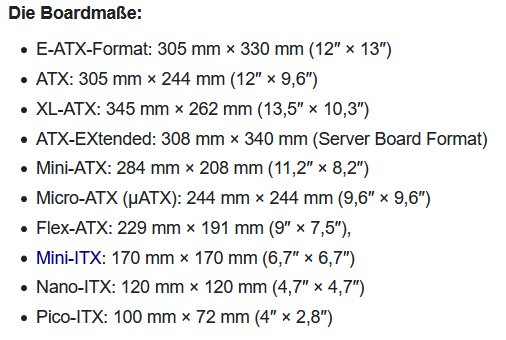 Die Boardmaße:
E-ATX-Format: 305 mm × 330 mm (12″ × 13″)
ATX: 305 mm × 244 mm (12″ × 9,6″)
XL-ATX: 345 mm × 262 mm (13,5″ × 10,3″)
ATX-EXtended: 308 mm × 340 mm (Server Board Format)
Mini-ATX: 284 mm × 208 mm (11,2″ × 8,2″)
Micro-ATX (µATX): 244 mm × 244 mm (9,6″ × 9,6″)
Flex-ATX: 229 mm × 191 mm (9″ × 7,5″),
Mini-ITX: 170 mm × 170 mm (6,7″ × 6,7″)
Nano-ITX: 120 mm × 120 mm (4,7″ × 4,7″)
Pico-ITX: 100 mm × 72 mm (4″ × 2,8″)